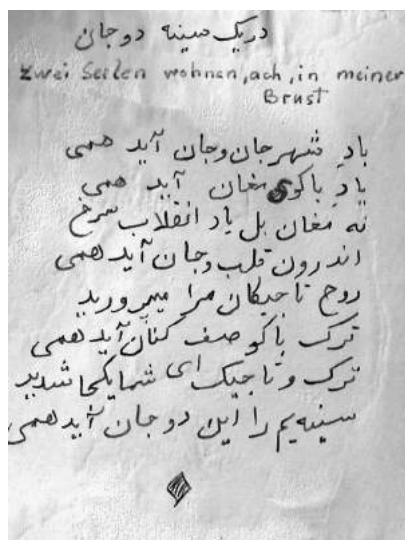 در یک سینه دو جان
zwei Seelen wohnen, ach, in meiner
Brust
باد شهر جان و جان آید همی
یاد باکوی مغان آید همی
نه مغان بل یاد انقلاب سرخ
اندرون قلب و جان آید همی
روح تاجیکان مرا میپرورید
ترک باکو صف کنان آید همی
ترک و تاجیک ای شما یکجا شدید
سینه یم را این دو جان آید همی